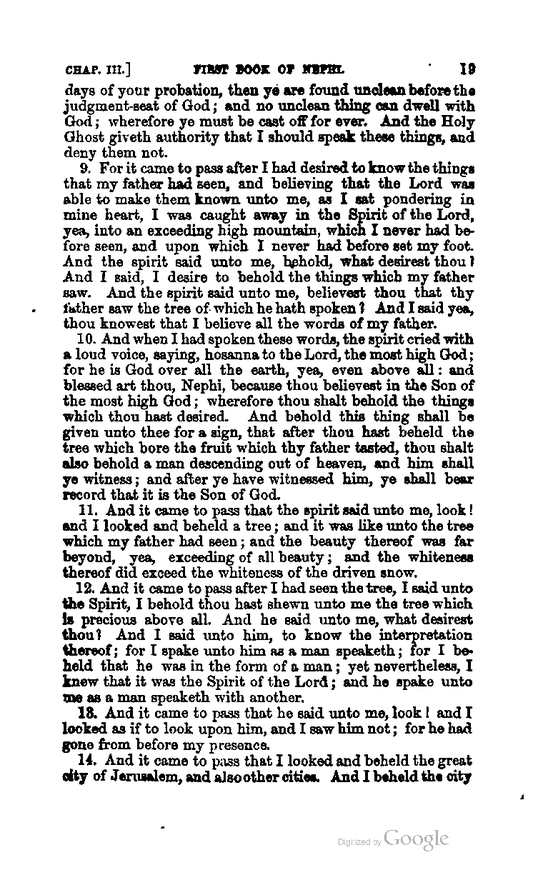 CHAP. III.] FIRST BOOK OF NEPHI. 19
days of your probation, then ye are found unclean before the
judgment-seat of God; and no unclean thing can dwell with
God; wherefore ye must be cast off for ever. And the Holy
Ghost giveth authority that I should speak these things, and
deny them not.
9. For it came to pass after I had desired to know the things
that my father had seen, and believing that the Lord was
able to make them known unto me, as I sat pondering in
mine heart, I was caught away in the Spirit of the Lord,
yea, into an exceeding high mountain, which I never had be-
fore seen, and upon which I never had before set my foot.
And the spirit said unto me, behold, what desirest thou?
And I said, I desire to behold the things which my father
saw. And the spirit said unto me, believest thou that thy
father saw the tree of which he hath spoken? And I said yea,
thou knowest that I believe all the words of my father.
10. And when I had spoken these words, the spirit cried with
a loud voice, saying, hosanna to the Lord, the most high God;
for he is God over all the earth, yea, even above all: and
blessed art thou, Nephi, because thou believest in the Son of
the most high God; wherefore thou shalt behold the things
which thou hast desired. And behold this thing shall be
given unto thee for a sign, that after thou hast beheld the
tree which bore the fruit which thy father tasted, thou shalt
also behold a man descending out of heaven, and him shall
ye witness; and after ye have witnessed him, ye shall bear
record that it is the Son of God.
11. And it came to pass that the spirit said unto me, look!
and I looked and beheld a tree; and it was like unto the tree
which my father had seen; and the beauty thereof was far
beyond, yea, exceeding of all beauty; and the whiteness
thereof did exceed the whiteness of the driven snow.
12. And it came to pass after I had seen the tree, I said unto
the Spirit, I behold thou hast shewn unto me the tree which
is precious above all. And he said unto me, what desirest
thou? And I said unto him, to know the interpretation
thereof; for I spake unto him as a man speaketh; for I be-
held that he was in the form of a man; yet nevertheless, I
knew that it was the Spirit of the Lord; and he spake unto
me as a man speaketh with another.
13. And it came to pass that he said unto me, look! and I
looked as if to look upon him, and I saw him not; for he had
gone from before my presence.
14. And it came to pass that I looked and beheld the great
city of Jerusalem, and also other cities. And I beheld the city
Digitized by Google